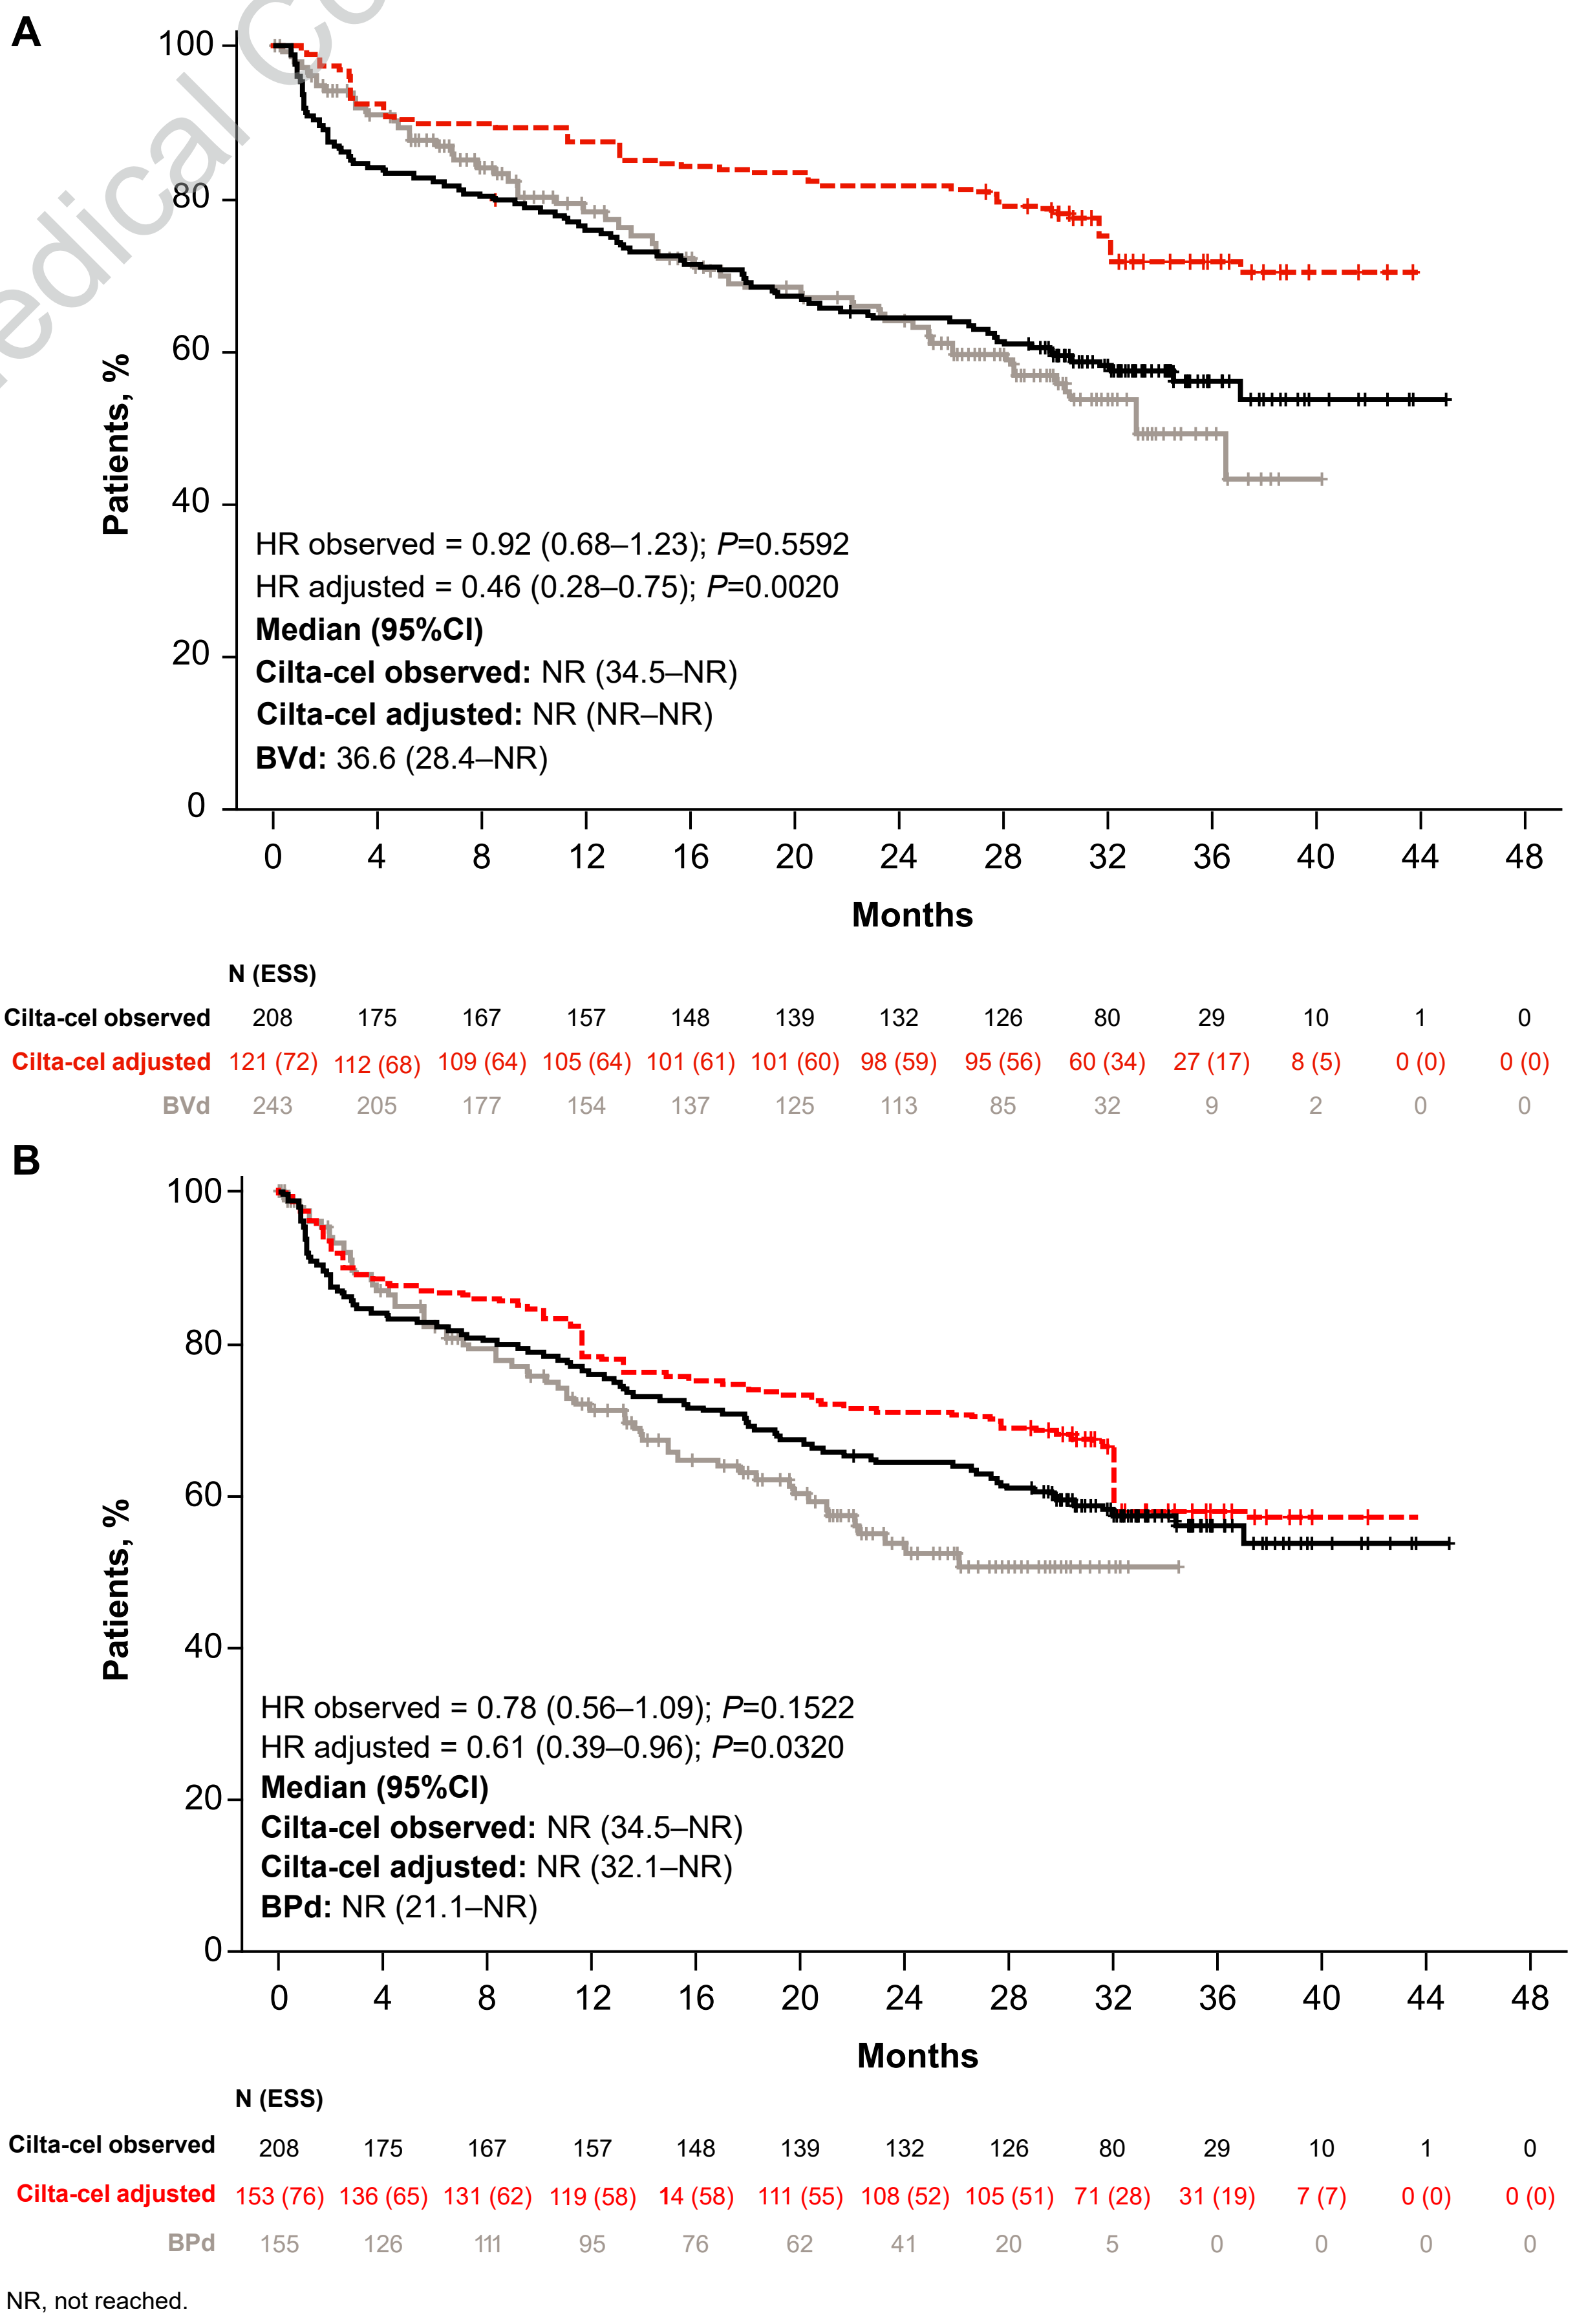 edical Co
A
100
80
60
40
20
0
Patients, %
HR observed = 0.92 (0.68–1.23); P=0.5592
HR adjusted = 0.46 (0.28–0.75); P=0.0020
Median (95%CI)
Cilta-cel observed: NR (34.5–NR)
Cilta-cel adjusted: NR (NR–NR)
BVd: 36.6 (28.4–NR)
0 4 8 12 16 20 24 28 32 36 40 44 48
Months
N (ESS)
Cilta-cel observed 208 175 167 157 148 139 132 126 80 29 10 1 0
Cilta-cel adjusted 121 (72) 112 (68) 109 (64) 105 (64) 101 (61) 101 (60) 98 (59) 95 (56) 60 (34) 27 (17) 8 (5) 0 (0) 0 (0)
BVd 243 205 177 154 137 125 113 85 32 9 2 0 0
B
100
80
60
40
20
0
Patients, %
HR observed = 0.78 (0.56–1.09); P=0.1522
HR adjusted = 0.61 (0.39–0.96); P=0.0320
Median (95%CI)
Cilta-cel observed: NR (34.5–NR)
Cilta-cel adjusted: NR (32.1–NR)
BPd: NR (21.1–NR)
0 4 8 12 16 20 24 28 32 36 40 44 48
Months
N (ESS)
Cilta-cel observed 208 175 167 157 148 139 132 126 80 29 10 1 0
Cilta-cel adjusted 153 (76) 136 (65) 131 (62) 119 (58) 14 (58) 111 (55) 108 (52) 105 (51) 71 (28) 31 (19) 7 (7) 0 (0) 0 (0)
BPd 155 126 111 95 76 62 41 20 5 0 0 0 0
NR, not reached.